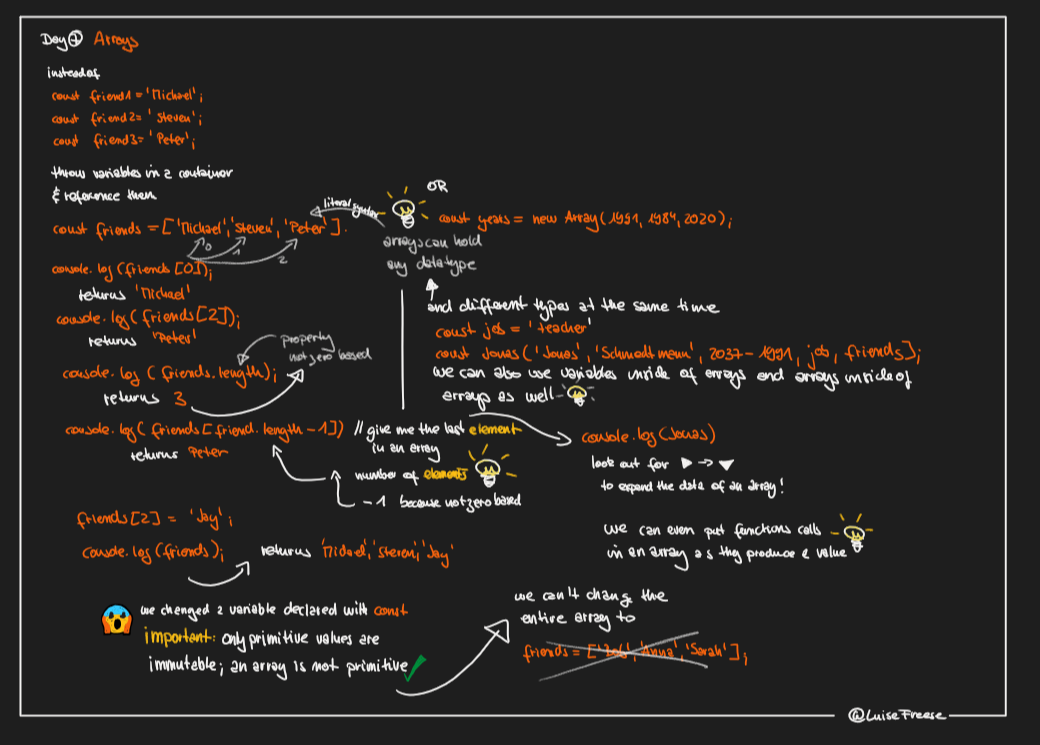 Day 1 Arrays
instead of
const friend1 = 'Michael';
const friend2 = 'Steven';
const friend3 = 'Peter';
throw variables in a container
& reference them
const friends = ['Michael', 'Steven', 'Peter'].
literal syntax
0
1
2
OR
const years = new Array(1991, 1984, 2020);
arrays can hold
any data type
and different types at the same time
const job = 'teacher'
const Jonas ('Jonas', 'Schmedtmann', 2037 - 1991, job, friends];
we can also use variables inside of arrays and arrays inside of
arrays as well
console.log (friends [0]);
returns 'Michael'
console.log (friends [2]);
returns 'Peter'
property
not zero based
console.log (friends.length);
returns 3
console.log( friends [friend.length -1]) // give me the last element
in an array
returns Peter
number of elements
-1 because not zero based
console.log(Jonas)
look out for ▶ → ▼
to expand the data of an array!
we can even put functions calls
in an array as they produce a value
friends[2] = 'Jay';
console.log (friends); returns 'Michael', 'Steven', 'Jay'
we changed a variable declared with const
important: Only primitive values are
immutable; an array is not primitive
we can't change the
entire array to
friends = ['Bob', 'Anna', 'Sarah'];
@LuiseFreese